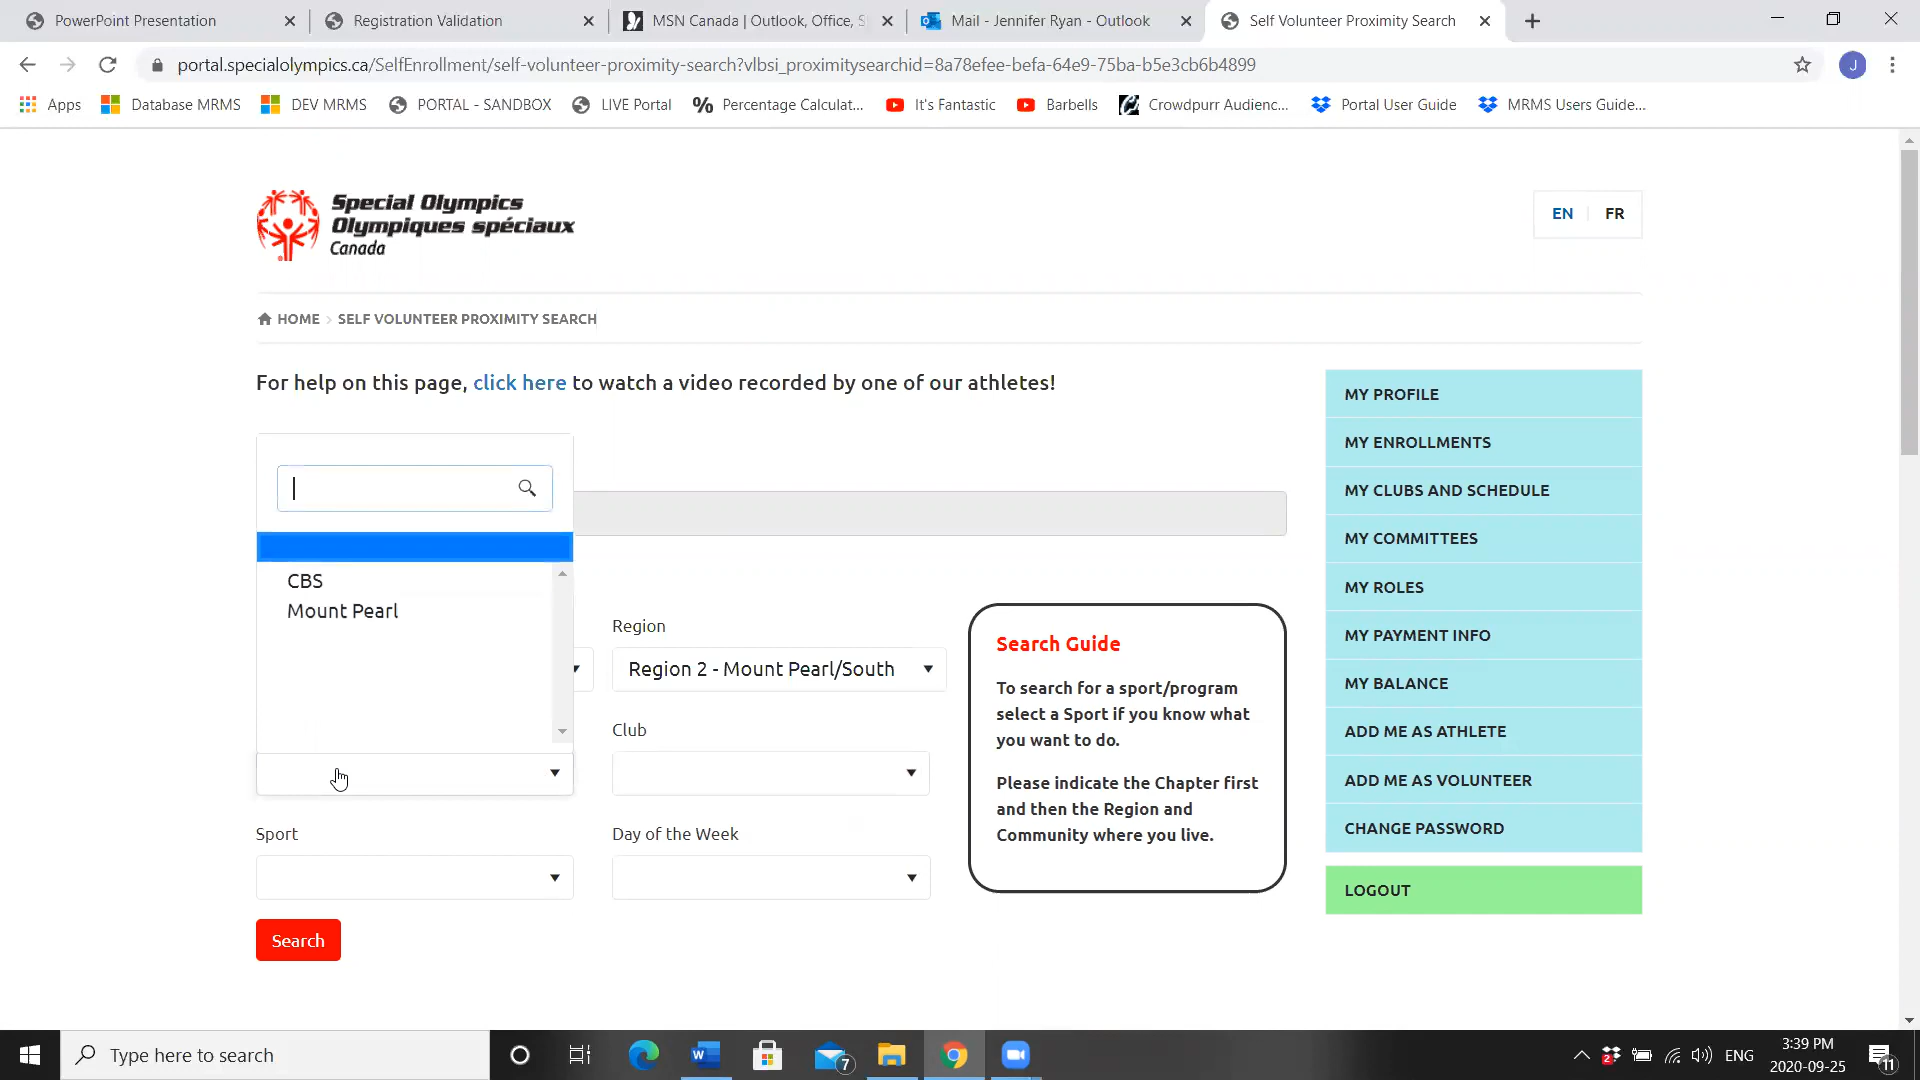 PowerPoint Presentation
Registration Validation
MSN Canada | Outlook, Office, S
Mail - Jennifer Ryan - Outlook
Self Volunteer Proximity Search
portal.specialolympics.ca/SelfEnrollment/self-volunteer-proximity-search?vlbsi_proximitysearchid=8a78efee-befa-64e9-75ba-b5e3cb6b4899
J
Apps
Database MRMS
DEV MRMS
PORTAL - SANDBOX
LIVE Portal
Percentage Calculat...
It's Fantastic
Barbells
Crowdpurr Audienc...
Portal User Guide
MRMS Users Guide...
Special Olympics
Olympiques spéciaux
Canada
EN
FR
HOME > SELF VOLUNTEER PROXIMITY SEARCH
For help on this page, click here to watch a video recorded by one of our athletes!
CBS
Mount Pearl
Region
Region 2 - Mount Pearl/South
Club
Sport
Day of the Week
Search
Search Guide
To search for a sport/program
select a Sport if you know what
you want to do.
Please indicate the Chapter first
and then the Region and
Community where you live.
MY PROFILE
MY ENROLLMENTS
MY CLUBS AND SCHEDULE
MY COMMITTEES
MY ROLES
MY PAYMENT INFO
MY BALANCE
ADD ME AS ATHLETE
ADD ME AS VOLUNTEER
CHANGE PASSWORD
LOGOUT
Type here to search
7
2
ENG
3:39 PM
2020-09-25
11